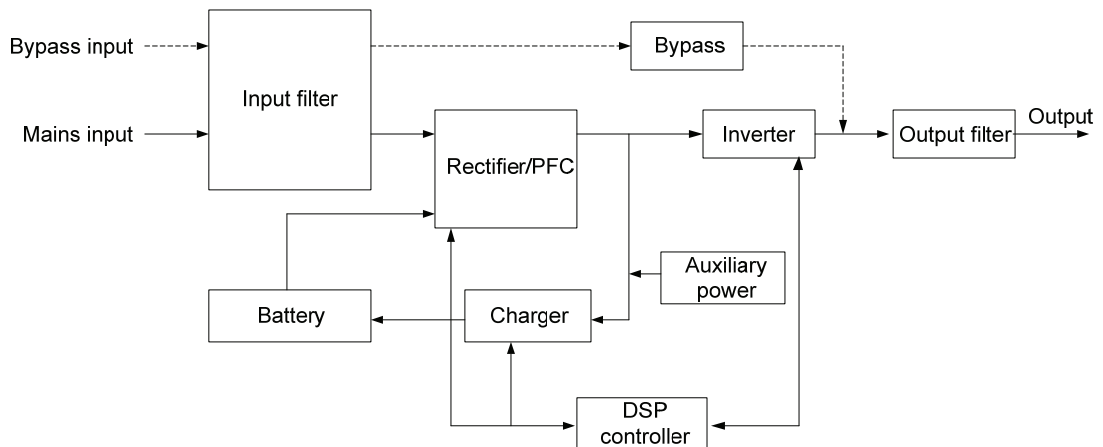 Bypass input
Mains input
Input filter
Bypass
Rectifier/PFC
Inverter
Output filter
Output
Auxiliary
power
Battery
Charger
DSP
controller